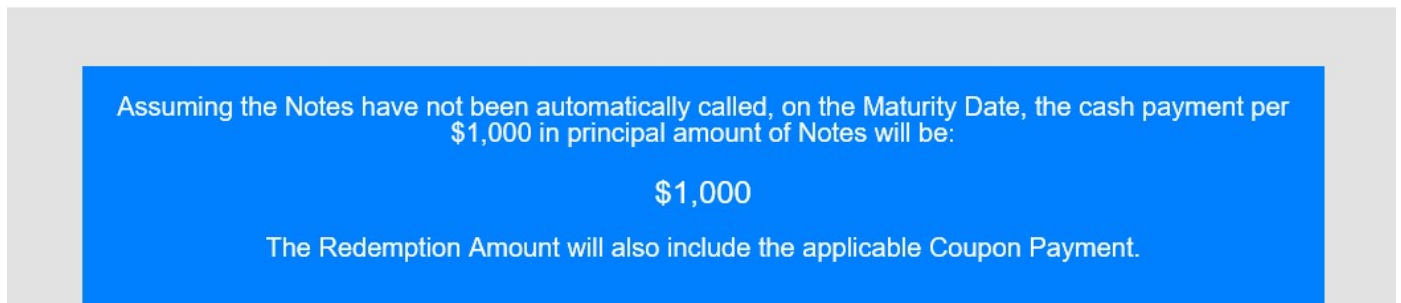 Assuming the Notes have not been automatically called, on the Maturity Date, the cash payment per
$1,000 in principal amount of Notes will be:
$1,000
The Redemption Amount will also include the applicable Coupon Payment.